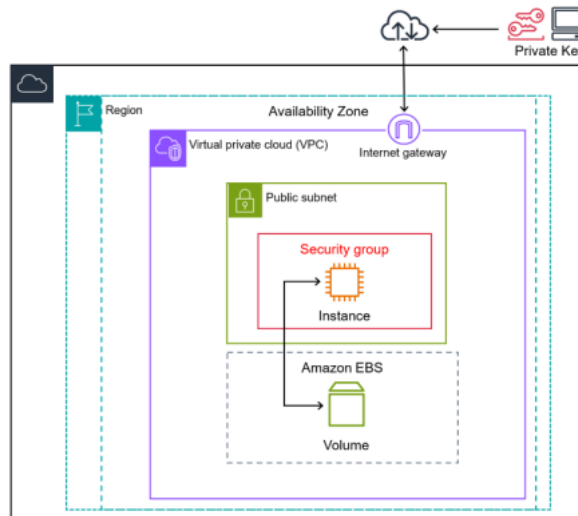 Private Ke
Region
Availability Zone
Virtual private cloud (VPC)
Internet gateway
Public subnet
Security group
Instance
Amazon EBS
Volume